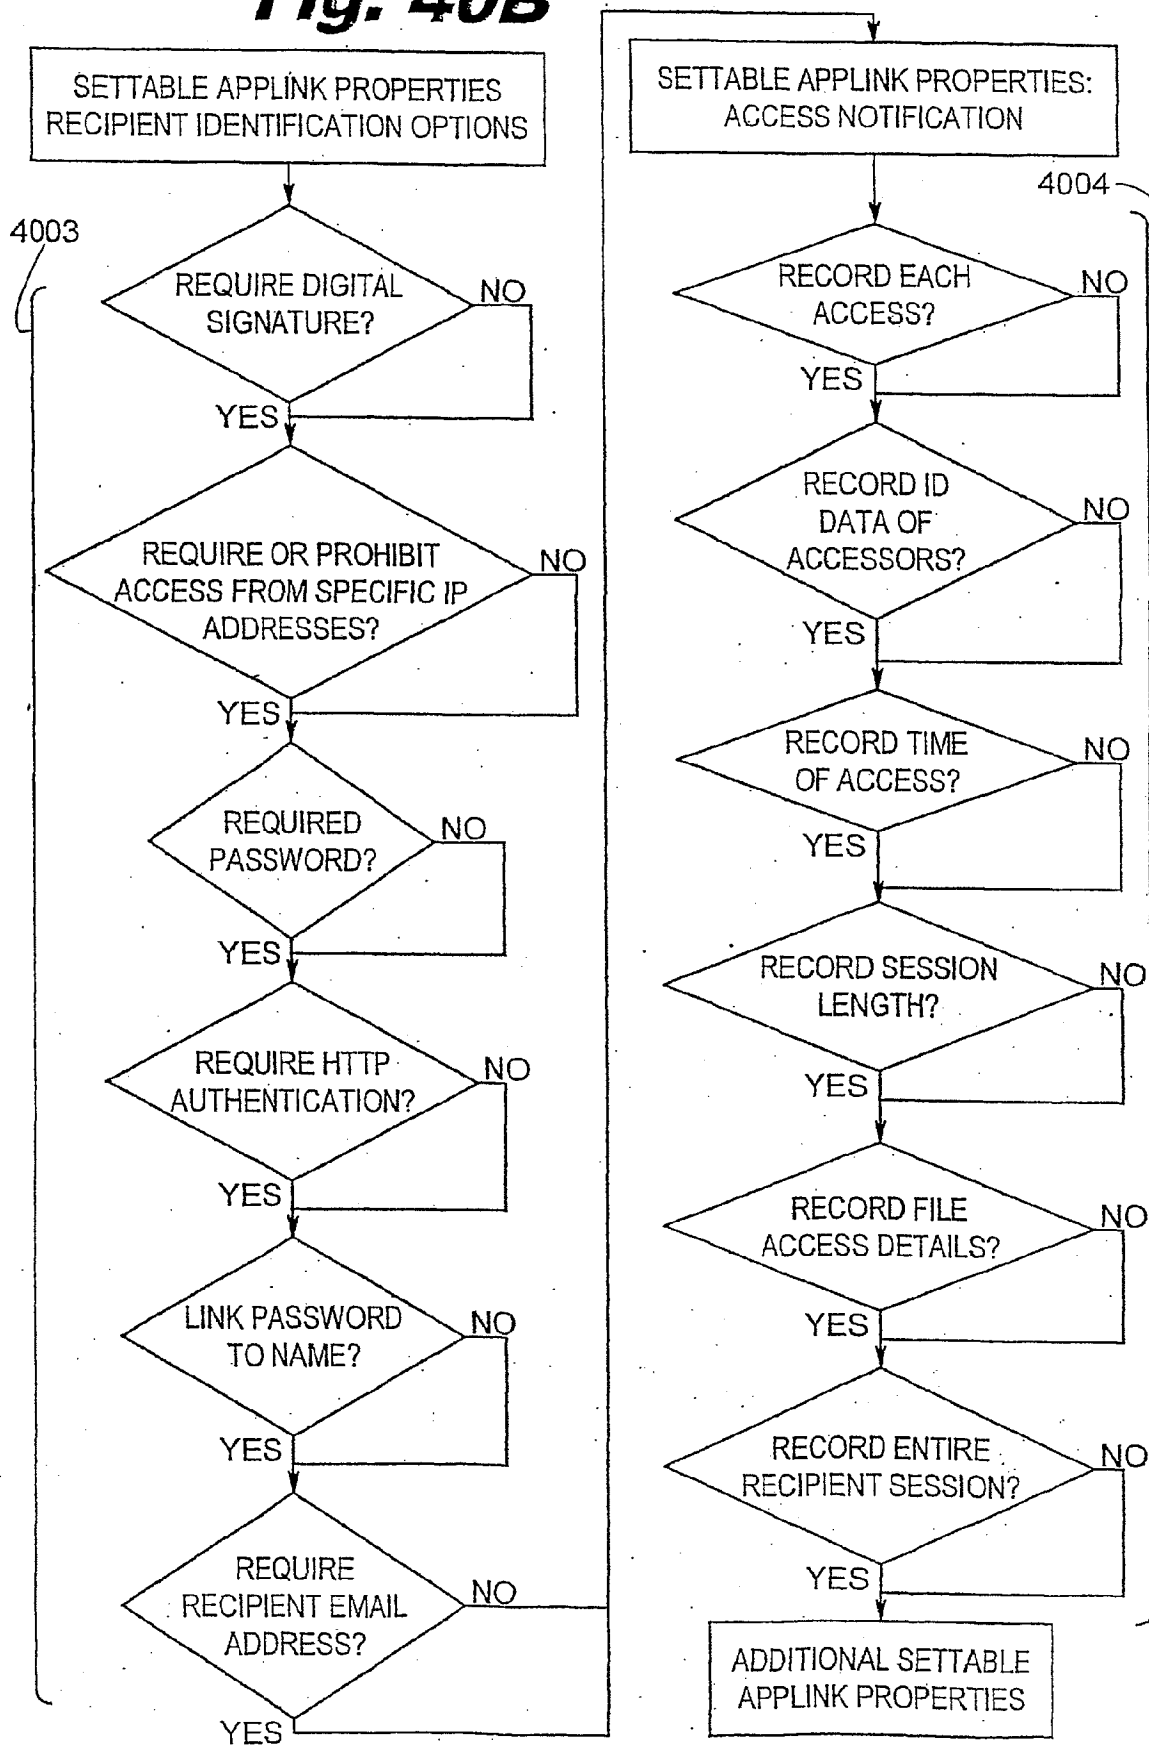 Fig. 40B
SETTABLE APPLINK PROPERTIES
RECIPIENT IDENTIFICATION OPTIONS
4003
REQUIRE DIGITAL
SIGNATURE?
NO
YES
REQUIRE OR PROHIBIT
ACCESS FROM SPECIFIC IP
ADDRESSES?
NO
YES
REQUIRED
PASSWORD?
NO
YES
REQUIRE HTTP
AUTHENTICATION?
NO
YES
LINK PASSWORD
TO NAME?
NO
YES
REQUIRE
RECIPIENT EMAIL
ADDRESS?
NO
YES
SETTABLE APPLINK PROPERTIES:
ACCESS NOTIFICATION
4004
RECORD EACH
ACCESS?
NO
YES
RECORD ID
DATA OF
ACCESSORS?
NO
YES
RECORD TIME
OF ACCESS?
NO
YES
RECORD SESSION
LENGTH?
NO
YES
RECORD FILE
ACCESS DETAILS?
NO
YES
RECORD ENTIRE
RECIPIENT SESSION?
NO
YES
ADDITIONAL SETTABLE
APPLINK PROPERTIES